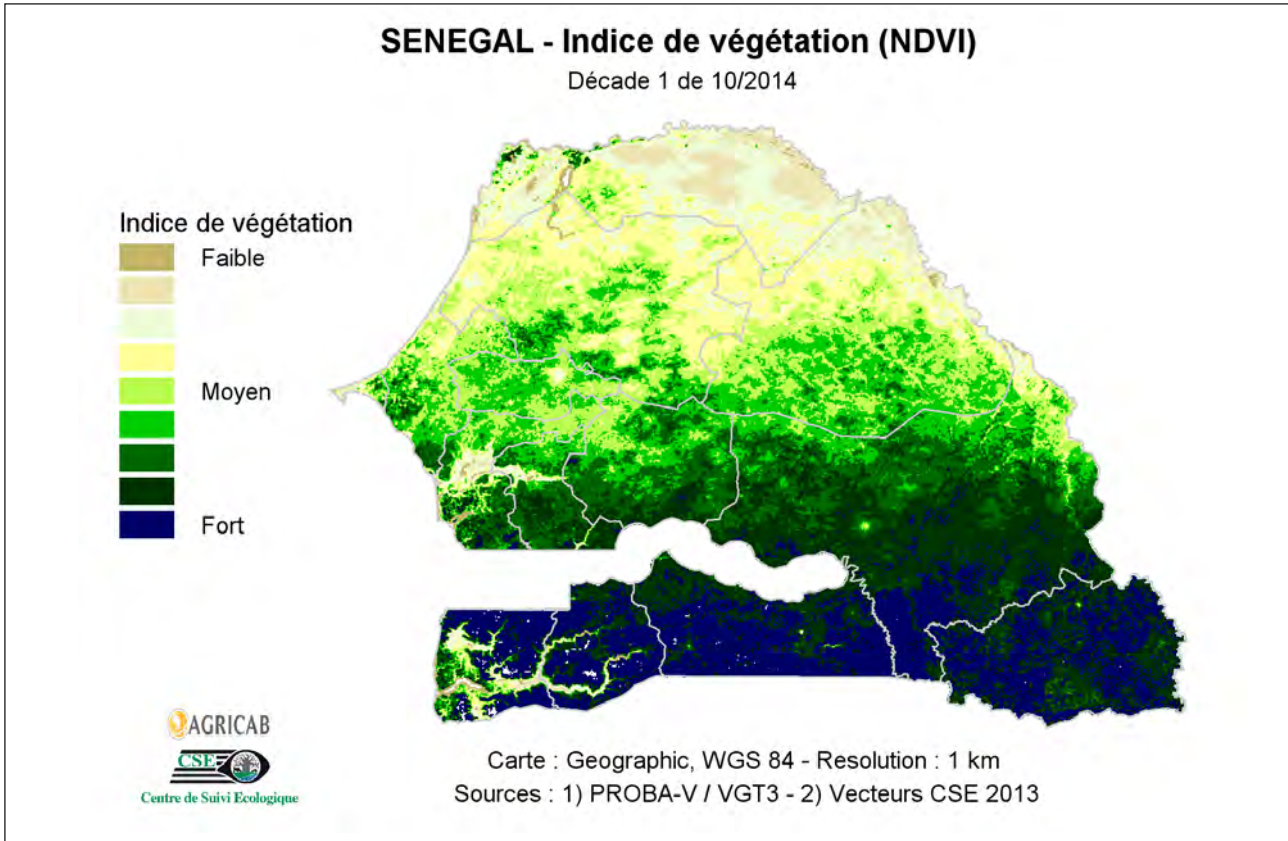 SENEGAL - Indice de végétation (NDVI)
Décade 1 de 10/2014
Indice de végétation
Faible
Moyen
Fort
AGRICAB
CSE
Centre de Suivi Ecologique
Carte : Geographic, WGS 84 - Resolution : 1 km
Sources : 1) PROBA-V / VGT3 - 2) Vecteurs CSE 2013